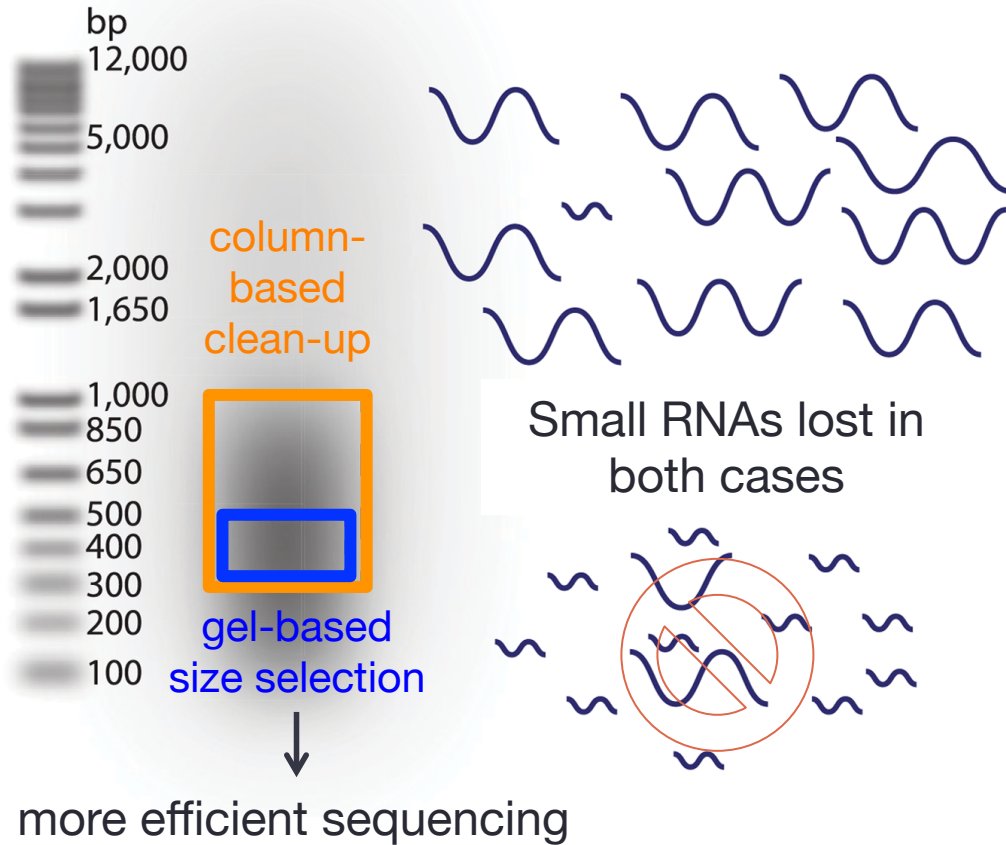 bp
12,000
5,000
2,000
1,650
1,000
850
650
500
400
300
200
100
column-
based
clean-up
gel-based
size selection
more efficient sequencing
Small RNAs lost in
both cases